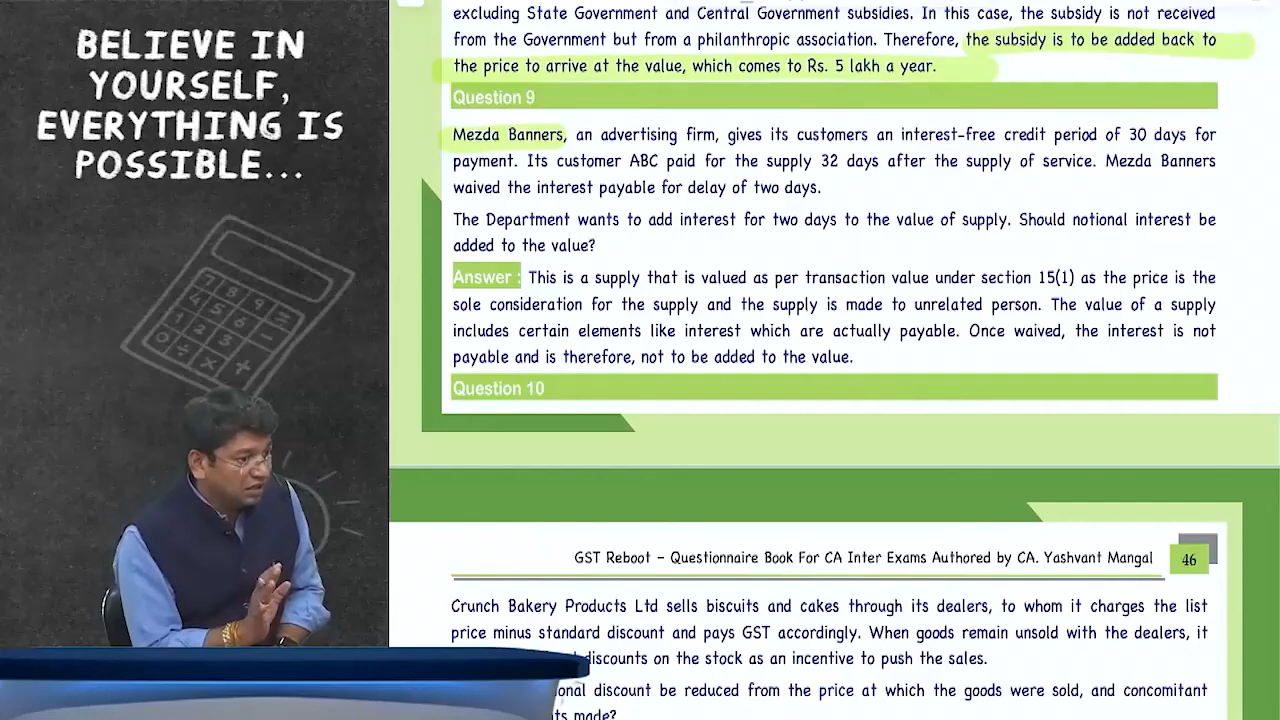 BELIEVE IN
YOURSELF,
EVERYTHING IS
POSSIBLE...
7 8 9
4 5 6
1 2 3
0
excluding State Government and Central Government subsidies. In this case, the subsidy is not received
from the Government but from a philanthropic association. Therefore, the subsidy is to be added back to
the price to arrive at the value, which comes to Rs. 5 lakh a year.
Question 9
Mezda Banners, an advertising firm, gives its customers an interest-free credit period of 30 days for
payment. Its customer ABC paid for the supply 32 days after the supply of service. Mezda Banners
waived the interest payable for delay of two days.
The Department wants to add interest for two days to the value of supply. Should notional interest be
added to the value?
Answer : This is a supply that is valued as per transaction value under section 15(1) as the price is the
sole consideration for the supply and the supply is made to unrelated person. The value of a supply
includes certain elements like interest which are actually payable. Once waived, the interest is not
payable and is therefore, not to be added to the value.
Question 10
GST Reboot – Questionnaire Book For CA Inter Exams Authored by CA. Yashvant Mangal 46
Crunch Bakery Products Ltd sells biscuits and cakes through its dealers, to whom it charges the list
price minus standard discount and pays GST accordingly. When goods remain unsold with the dealers, it
discounts on the stock as an incentive to push the sales.
discount be reduced from the price at which the goods were sold, and concomitant
made?